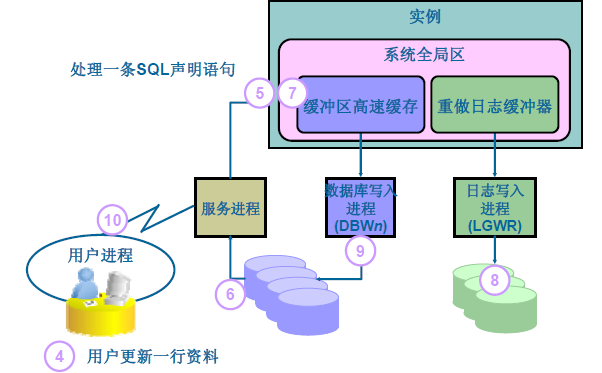 实例
系统全局区
处理一条SQL声明语句
5
7
缓冲区高速缓存
重做日志缓冲器
服务进程
数据库写入
进程
(DBWn)
日志写入
进程
(LGWR)
10
用户进程
9
6
8
4
用户更新一行资料